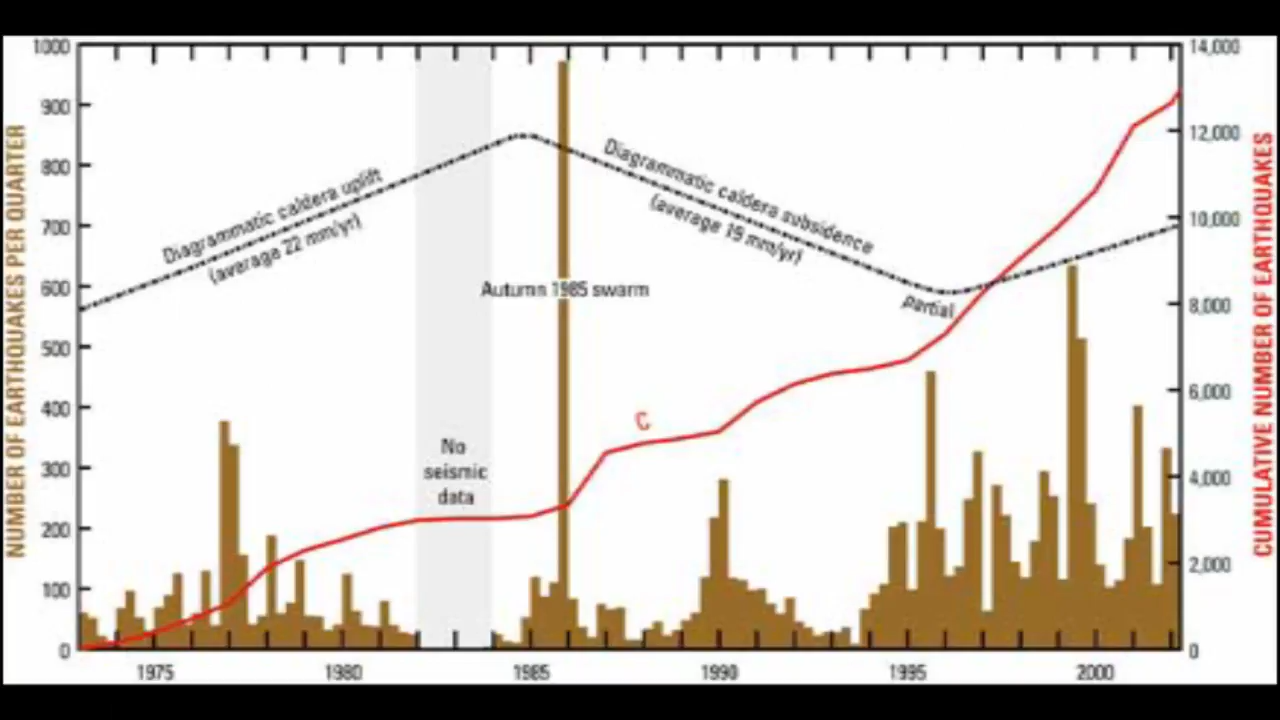 NUMBER OF EARTHQUAKES PER QUARTER
1000
900
800
700
600
500
400
300
200
100
0
Diagrammatic caldera uplift
(average 22 mm/yr)
Diagrammatic caldera subsidence
(average 19 mm/yr)
Autumn 1985 swarm
partial
C
No
seismic
data
14,000
12,000
10,000
8,000
6,000
4,000
2,000
0
CUMULATIVE NUMBER OF EARTHQUAKES
1975 1980 1985 1990 1995 2000